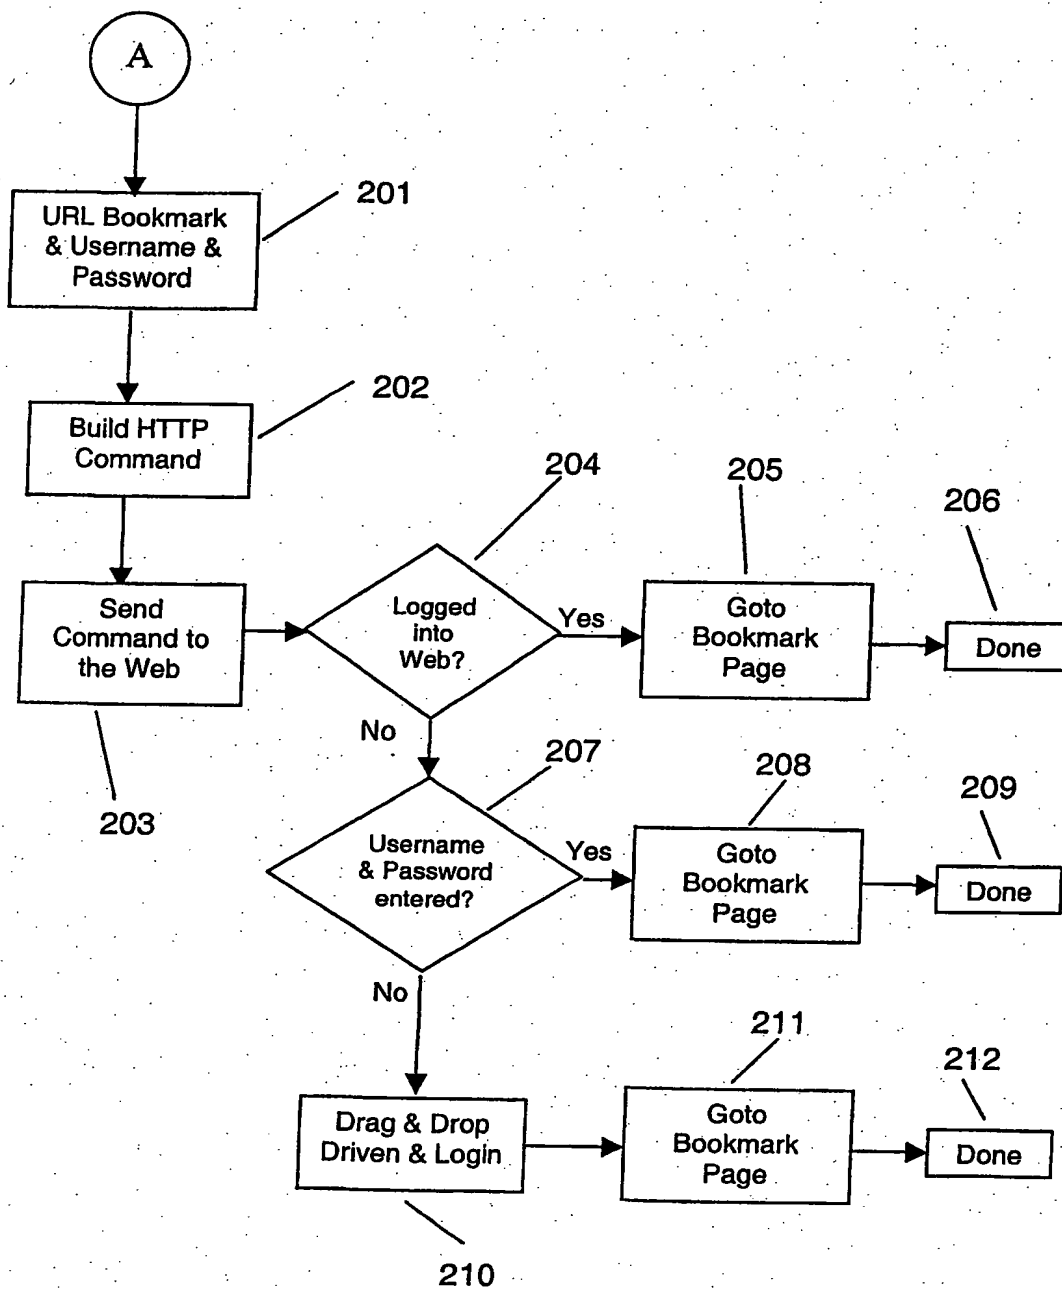 A
201
URL Bookmark
& Username &
Password
202
Build HTTP
Command
204
205
206
Send
Command to
the Web
Logged
into
Web?
Yes
Goto
Bookmark
Page
Done
No
203
207
208
209
Username
& Password
entered?
Yes
Goto
Bookmark
Page
Done
No
211
212
Drag & Drop
Driven & Login
Goto
Bookmark
Page
Done
210